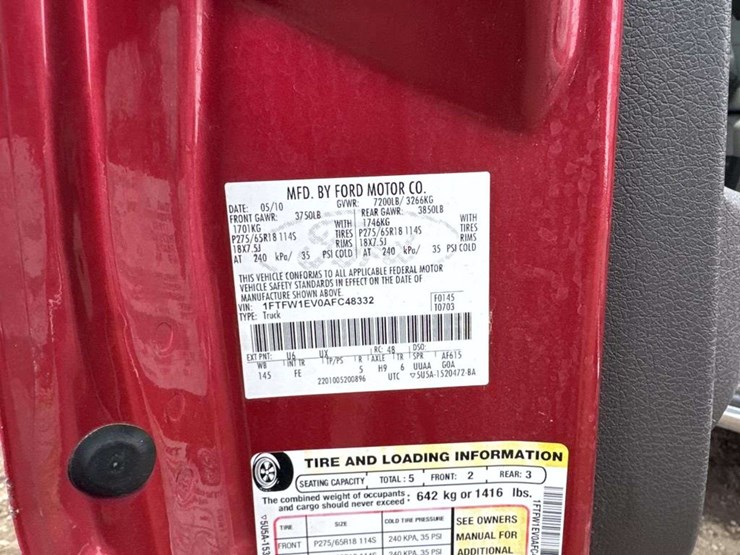 MFD. BY FORD MOTOR CO.
DATE: 05/10 GVWR: 7200LB/ 3266KG
FRONT GAWR: 3750LB REAR GAWR: 3850LB
1701KG WITH 1746KG WITH
P275/65R18 114S TIRES P275/65R18 114S TIRES
18X7.5J RIMS 18X7.5J RIMS
AT 240 kPa/ 35 PSI COLD AT 240 kPa/ 35 PSI COLD
THIS VEHICLE CONFORMS TO ALL APPLICABLE FEDERAL MOTOR
VEHICLE SAFETY STANDARDS IN EFFECT ON THE DATE OF
MANUFACTURE SHOWN ABOVE.
VIN: 1FTFW1EV0AFC48332
TYPE: Truck
F0145
10703
EXT PNT: U6 UX RC: 48 DSO:
WB INT TR TP/PS R AXLE TR SPR AF615
145 FE 5 H9 6 UUAA GOA
2201005200896 UTC 5U5A-1520472-BA
TIRE AND LOADING INFORMATION
SEATING CAPACITY TOTAL: 5 FRONT: 2 REAR: 3
The combined weight of occupants and cargo should never exceed: 642 kg or 1416 lbs.
TIRE SIZE COLD TIRE PRESSURE
FRONT P275/65R18 114S 240 KPA, 35 PSI
240 KPA, 35 PSI
SEE OWNERS
MANUAL FOR
ADDITIONAL